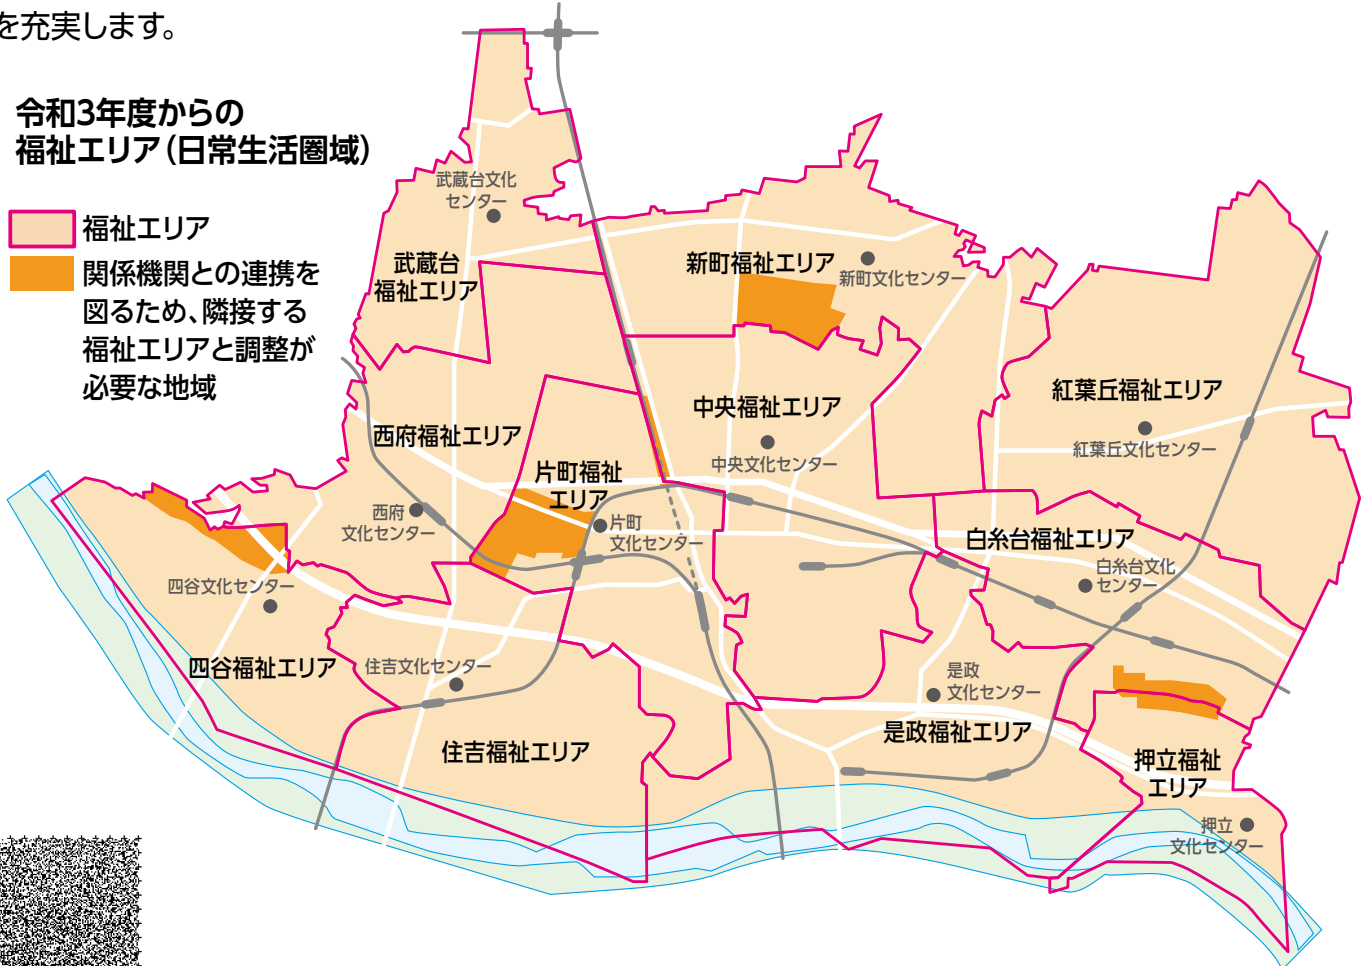 を充実します。
令和3年度からの
福祉エリア（日常生活圏域）
福祉エリア
関係機関との連携を
図るため、隣接する
福祉エリアと調整が
必要な地域
武蔵台文化
センター
武蔵台
福祉エリア
新町福祉エリア
新町文化センター
紅葉丘福祉エリア
紅葉丘文化センター
中央福祉エリア
中央文化センター
西府福祉エリア
西府
文化センター
片町福祉
エリア
片町
文化センター
白糸台福祉エリア
白糸台文化
センター
四谷文化センター
四谷福祉エリア
住吉文化センター
住吉福祉エリア
是政
文化センター
是政福祉エリア
押立福祉
エリア
押立
文化センター